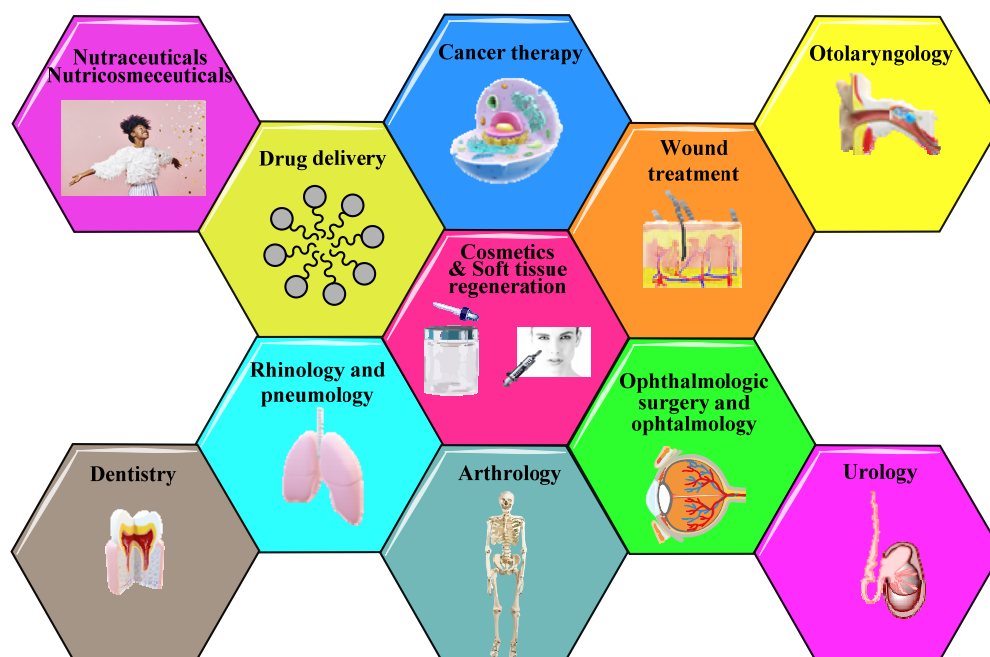 Nutraceuticals
Nutricosmeceuticals
Cancer therapy
Otolaryngology
Drug delivery
Wound
treatment
Cosmetics
& Soft tissue
regeneration
Rhinology and
pneumology
Ophthalmologic
surgery and
ophtalmology
Dentistry
Arthrology
Urology